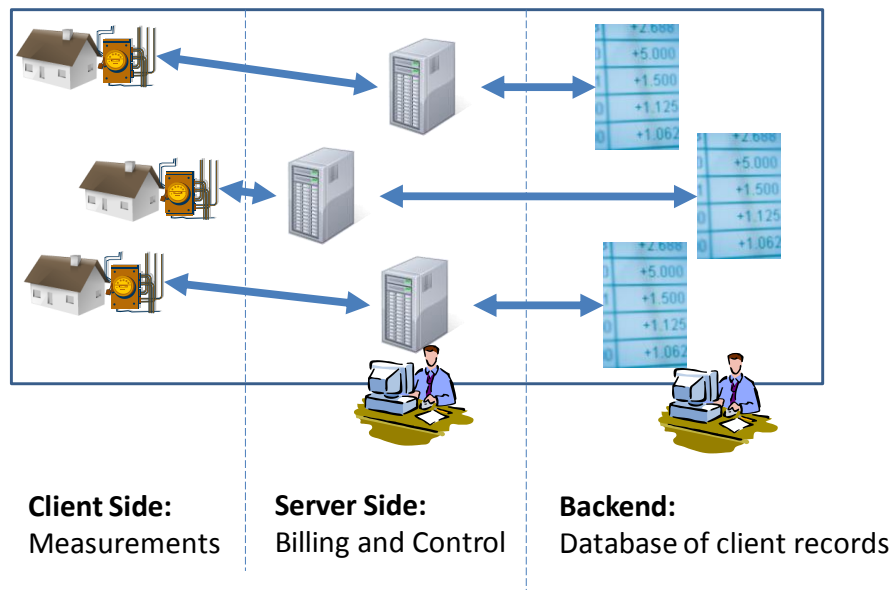 +2.688
+5.000
+1.500
+1.125
+1.062
+2.688
+5.000
+1.500
+1.125
+1.062
+2.688
+5.000
+1.500
+1.125
+1.062
Client Side:
Measurements
Server Side:
Billing and Control
Backend:
Database of client records